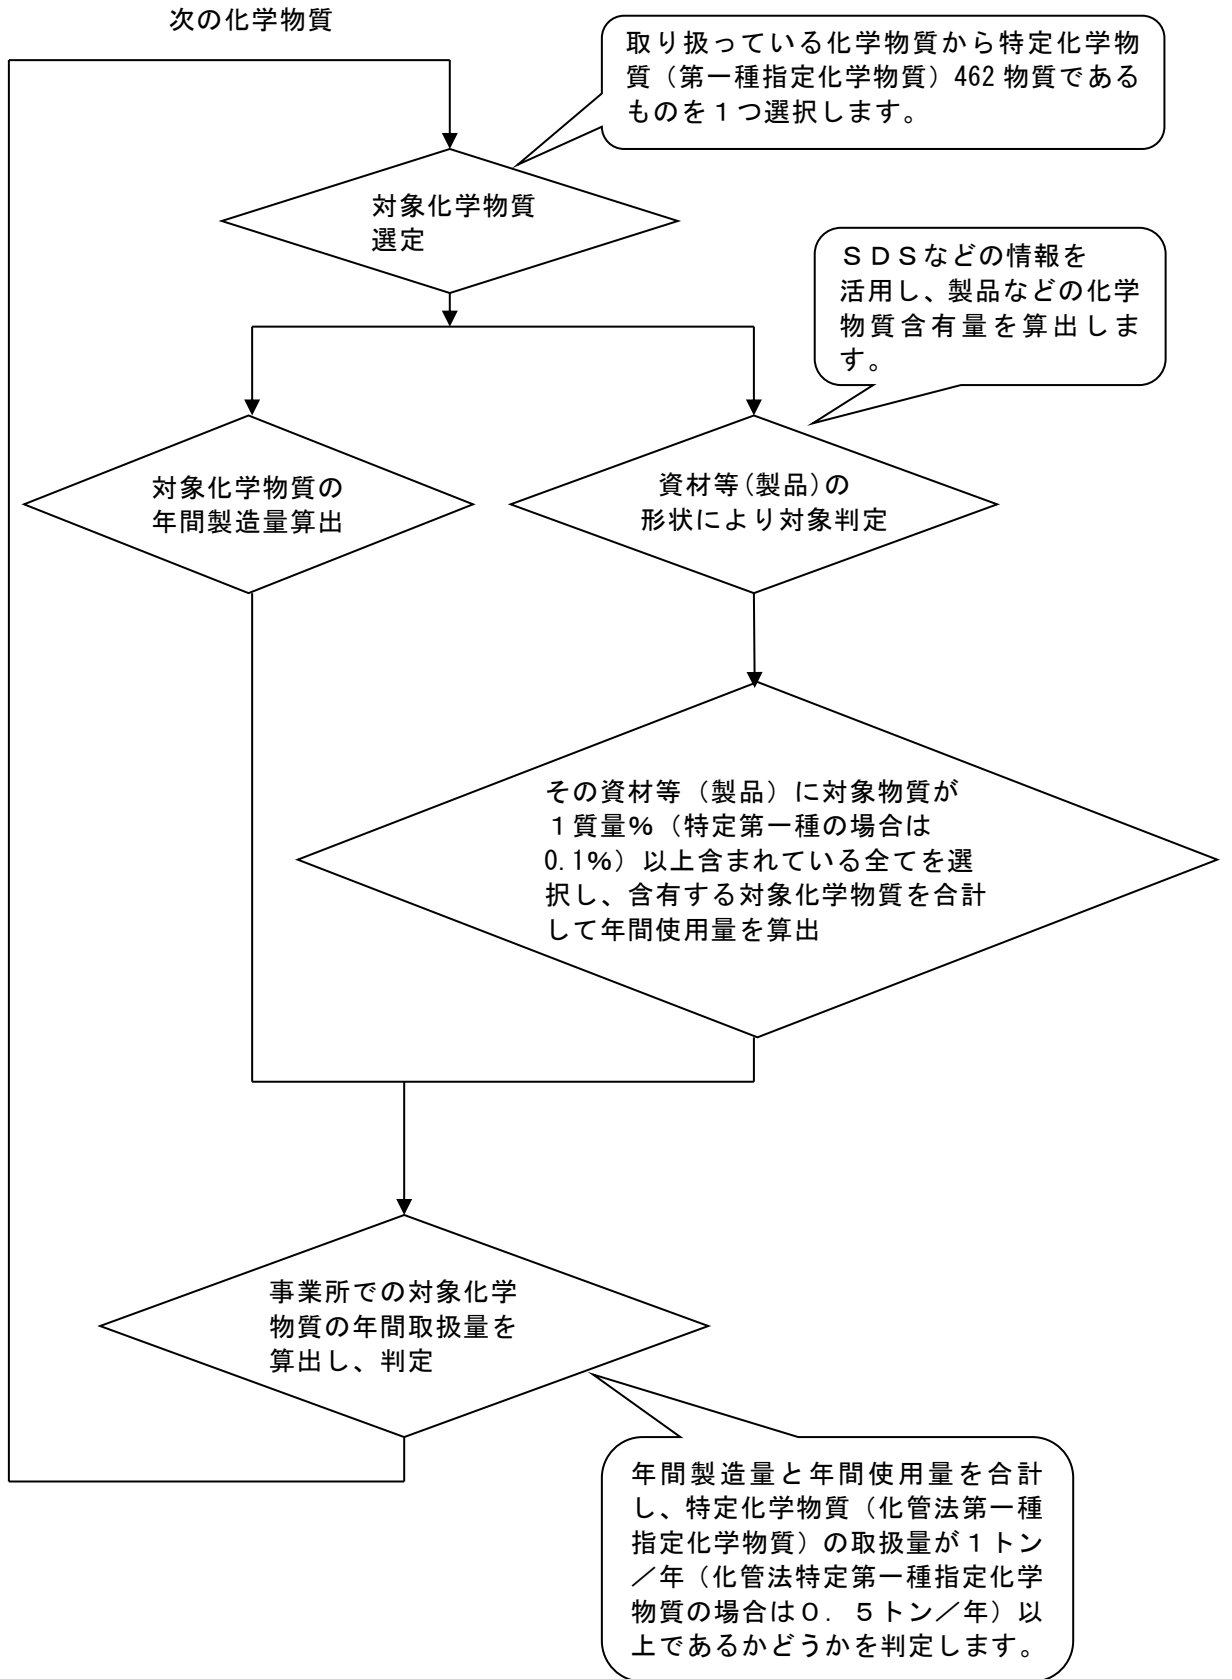 次の化学物質
取り扱っている化学物質から特定化学物
質（第一種指定化学物質）462 物質である
ものを１つ選択します。
対象化学物質
選定
ＳＤＳなどの情報を
活用し、製品などの化学
物質含有量を算出しま
す。
対象化学物質の
年間製造量算出
資材等(製品)の
形状により対象判定
その資材等（製品）に対象物質が
１質量%（特定第一種の場合は
0.1%）以上含まれている全てを選
択し、含有する対象化学物質を合計
して年間使用量を算出
事業所での対象化学
物質の年間取扱量を
算出し、判定
年間製造量と年間使用量を合計
し、特定化学物質（化管法第一種
指定化学物質）の取扱量が１トン
／年（化管法特定第一種指定化学
物質の場合は０．５トン／年）以
上であるかどうかを判定します。